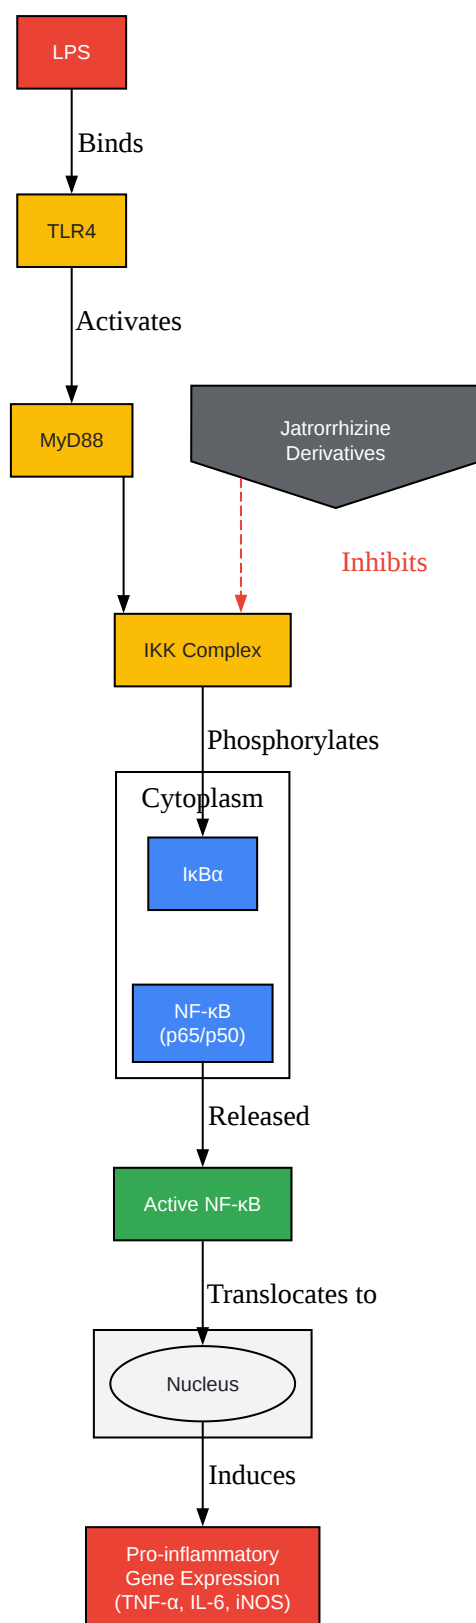 LPS
Binds
TLR4
Activates
MyD88
Jatrorrhizine
Derivatives
Inhibits
IKK Complex
Phosphorylates
Cytoplasm
IκBα
NF-κB
(p65/p50)
Released
Active NF-κB
Translocates to
Nucleus
Induces
Pro-inflammatory
Gene Expression
(TNF-α, IL-6, iNOS)